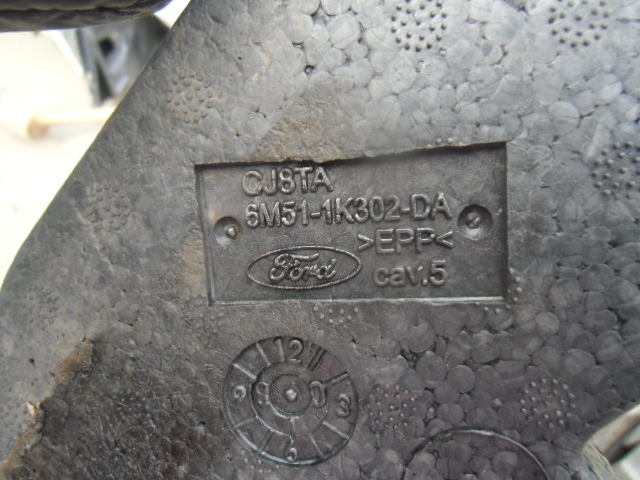 CJ8TA
6M51-1K302-DA
>EPP<
Ford
cav.5
12
9
3
6